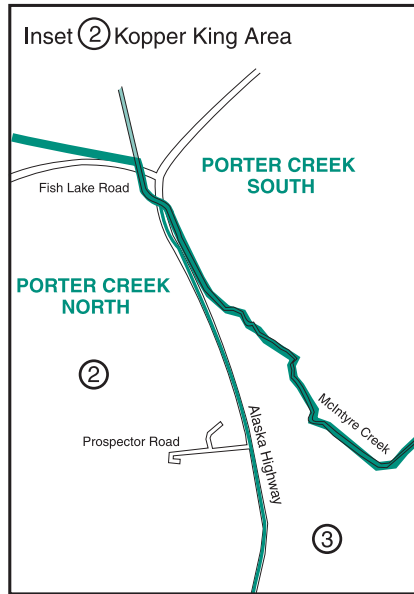 Inset 2 Kopper King Area
PORTER CREEK
SOUTH
Fish Lake Road
PORTER CREEK
NORTH
2
McIntyre Creek
Alaska Highway
Prospector Road
3